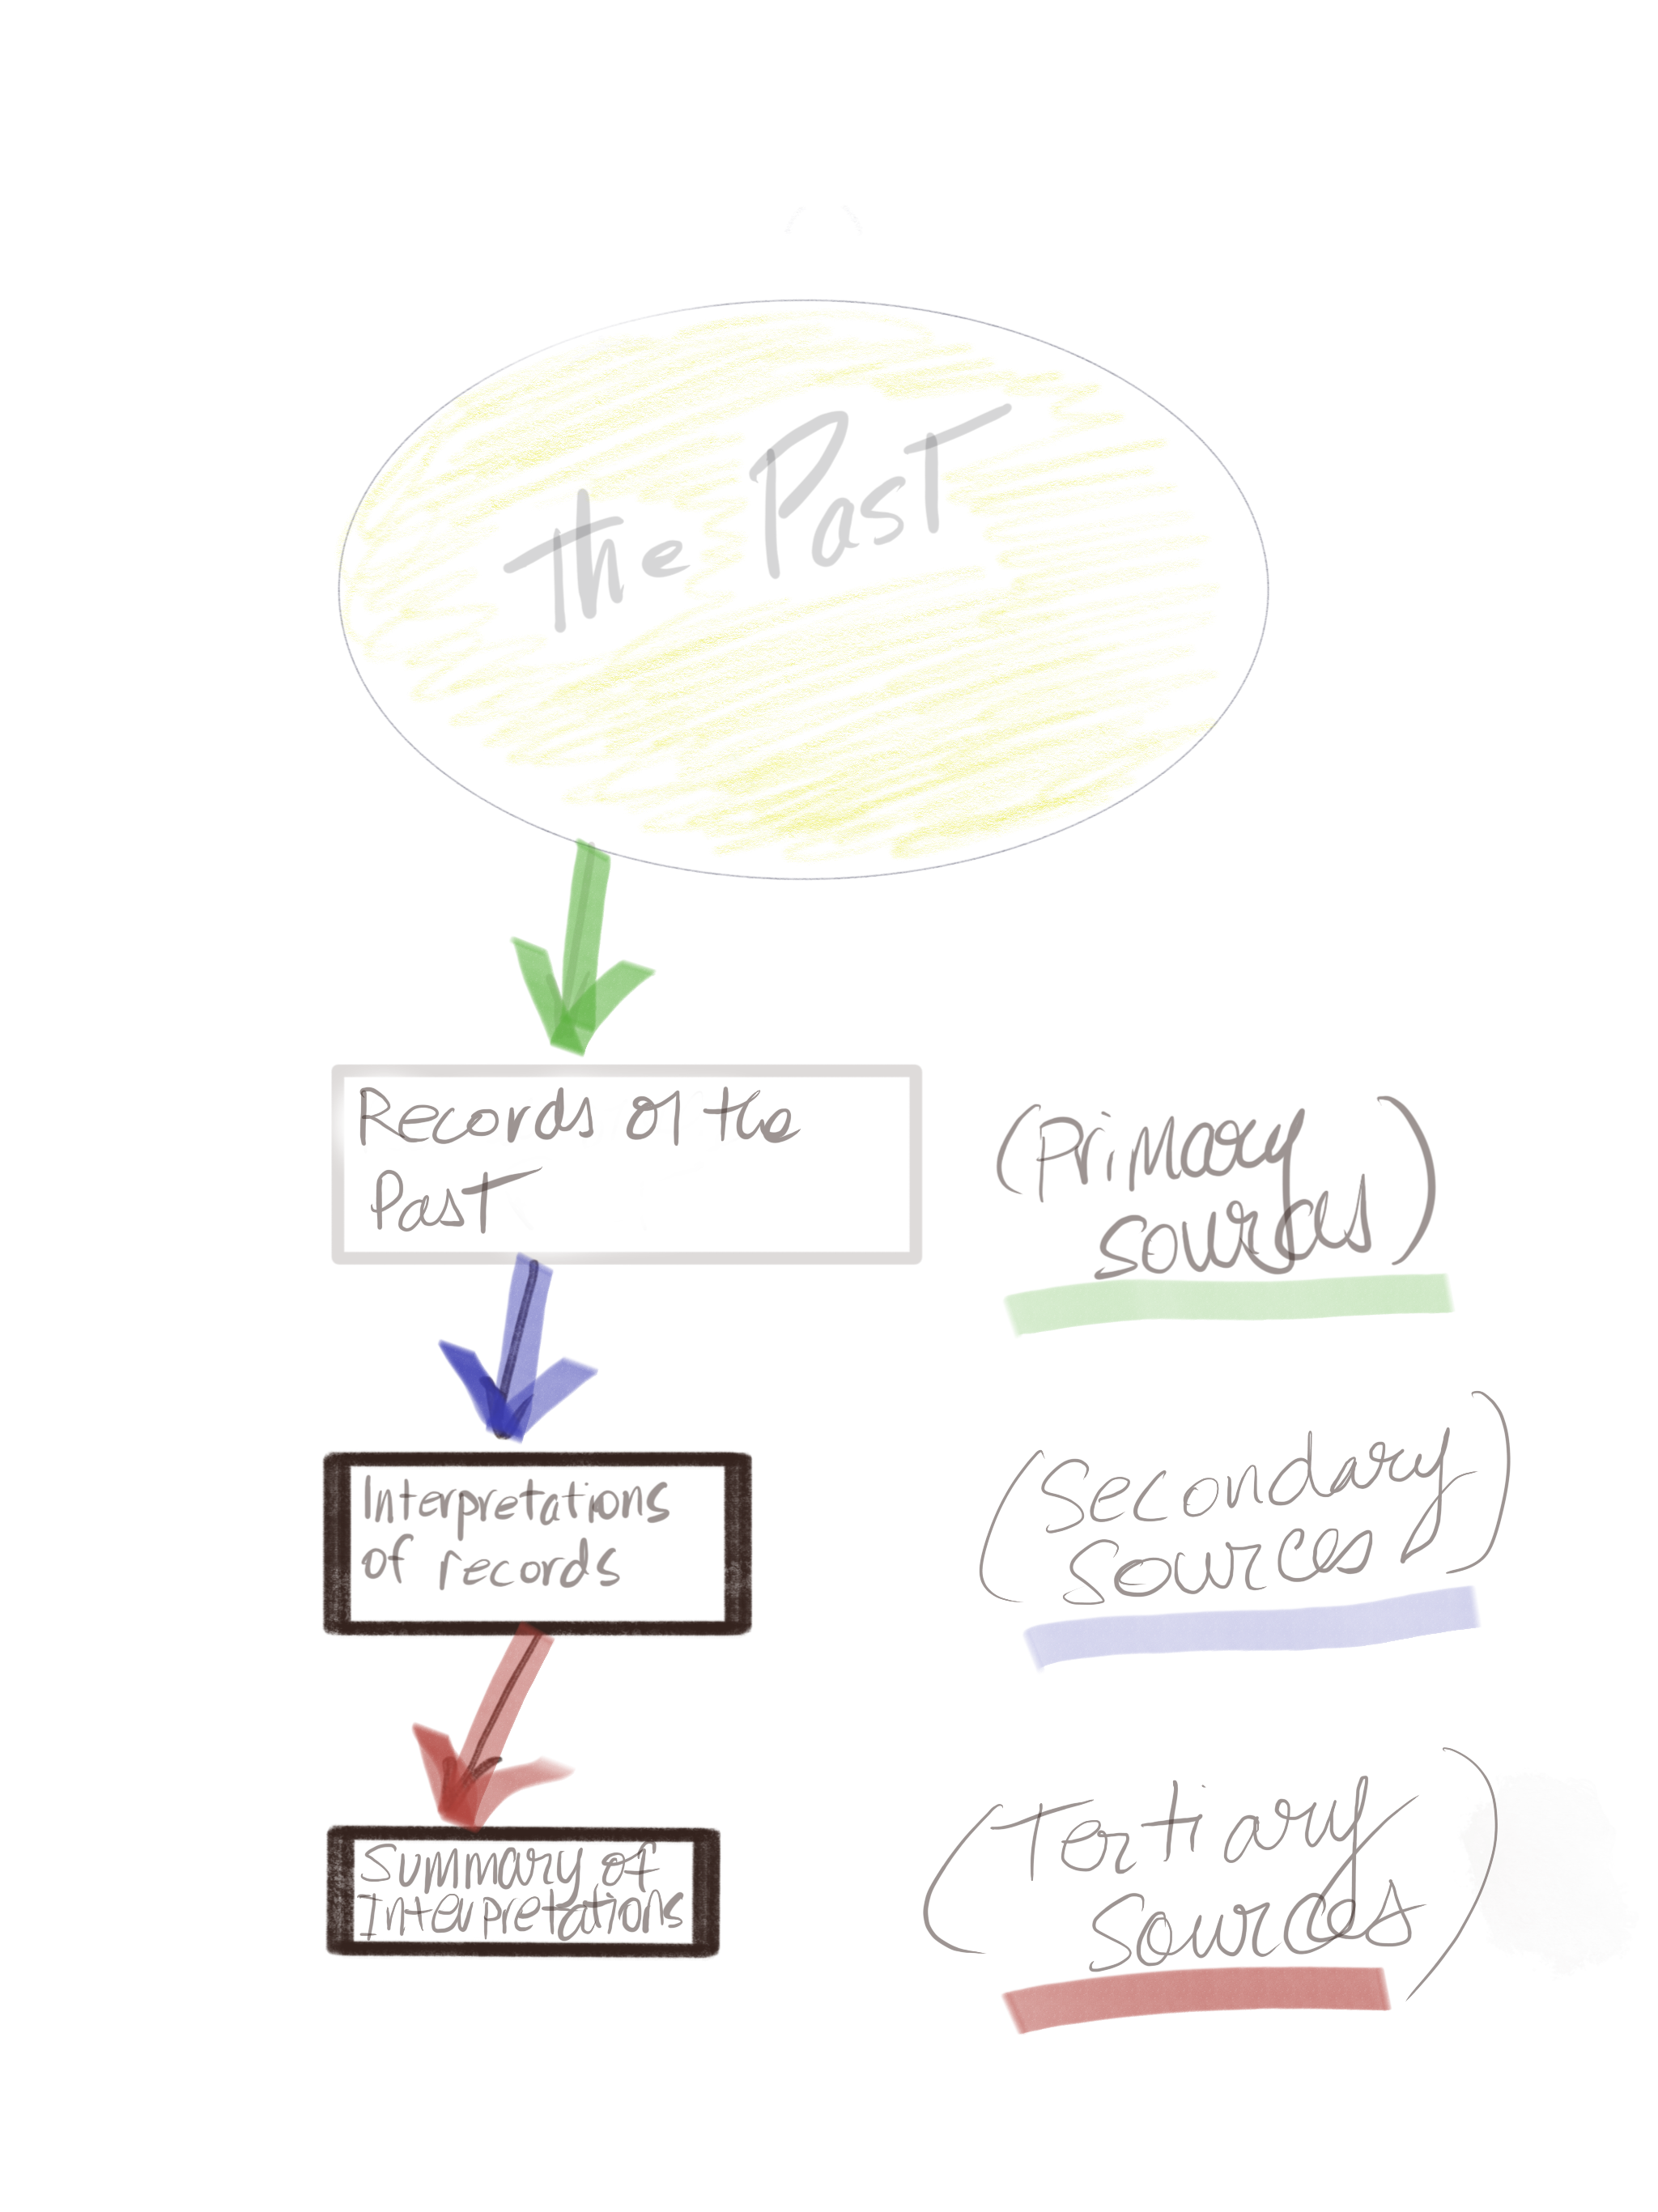 The Past
Records of the
Past
(Primary
sources)
Interpretations
of records
(Secondary
sources)
Summary of
Interpretations
(Tertiary
sources)